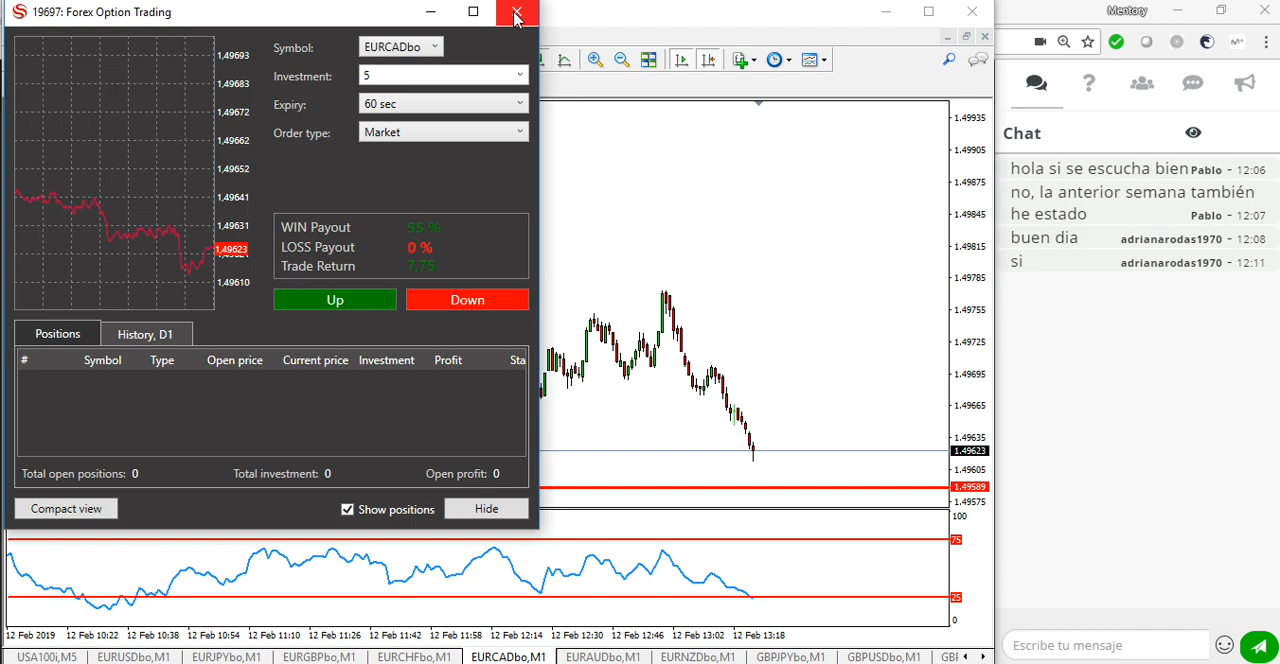 19697: Forex Option Trading
1,49693
1,49683
1,49672
1,49662
1,49652
1,49641
1,49631
1,49623
1,49610
Symbol: EURCADbo
Investment: 5
Expiry: 60 sec
Order type: Market
WIN Payout 55 %
LOSS Payout 0 %
Trade Return 7,75
Up Down
Positions History, D1
# Symbol Type Open price Current price Investment Profit Sta
Total open positions: 0 Total investment: 0 Open profit: 0
Compact view Show positions Hide
1.49935
1.49905
1.49875
1.49845
1.49815
1.49785
1.49755
1.49725
1.49695
1.49665
1.49635
1.49623
1.49605
1.49589
1.49575
100
75
25
0
12 Feb 2019 12 Feb 10:22 12 Feb 10:38 12 Feb 10:54 12 Feb 11:10 12 Feb 11:26 12 Feb 11:42 12 Feb 11:58 12 Feb 12:14 12 Feb 12:30 12 Feb 12:46 12 Feb 13:02 12 Feb 13:18
USA100i,M5 EURUSDbo,M1 EURJPYbo,M1 EURGBPbo,M1 EURCHFbo,M1 EURCADbo,M1 EURAUDbo,M1 EURNZDbo,M1 GBPJPYbo,M1 GBPUSDbo,M1
Mentory
Chat
hola si se escucha bien Pablo - 12:06
no, la anterior semana también
he estado Pablo - 12:07
buen dia adrianarodas1970 - 12:08
si adrianarodas1970 - 12:11
Escribe tu mensaje